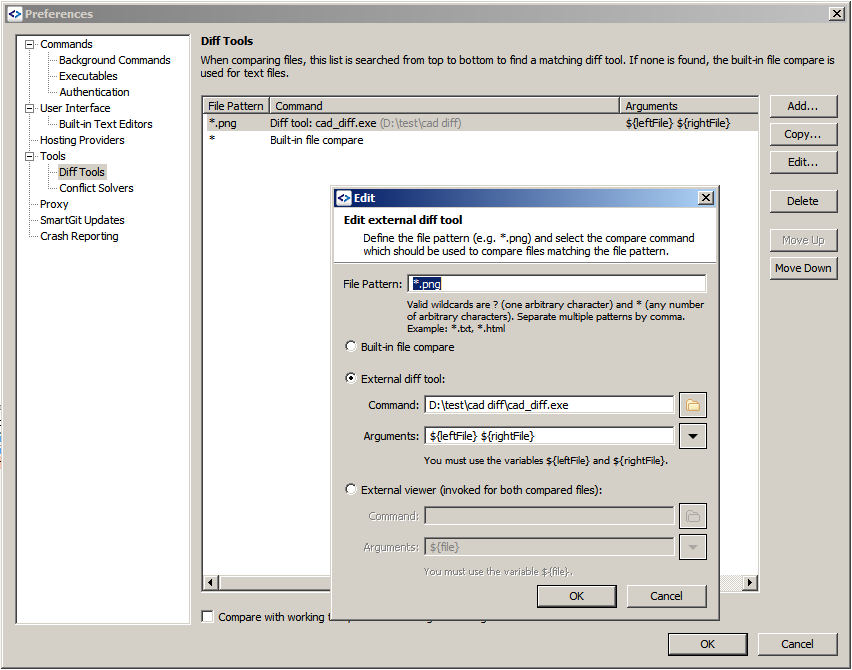 Preferences
Commands
Background Commands
Executables
Authentication
User Interface
Built-in Text Editors
Hosting Providers
Tools
Diff Tools
Conflict Solvers
Proxy
SmartGit Updates
Crash Reporting
Diff Tools
When comparing files, this list is searched from top to bottom to find a matching diff tool. If none is found, the built-in file compare is
used for text files.
File Pattern Command Arguments
*.png Diff tool: cad_diff.exe (D:\test\cad diff) ${leftFile} ${rightFile}
* Built-in file compare
Add...
Copy...
Edit...
Delete
Move Up
Move Down
Edit
Edit external diff tool
Define the file pattern (e.g. *.png) and select the compare command
which should be used to compare files matching the file pattern.
File Pattern: *.png
Valid wildcards are ? (one arbitrary character) and * (any number
of arbitrary characters). Separate multiple patterns by comma.
Example: *.txt, *.html
Built-in file compare
External diff tool:
Command: D:\test\cad diff\cad_diff.exe
Arguments: ${leftFile} ${rightFile}
You must use the variables ${leftFile} and ${rightFile}.
External viewer (invoked for both compared files):
Command:
Arguments: ${file}
You must use the variable ${file}.
OK Cancel
Compare with working
OK Cancel